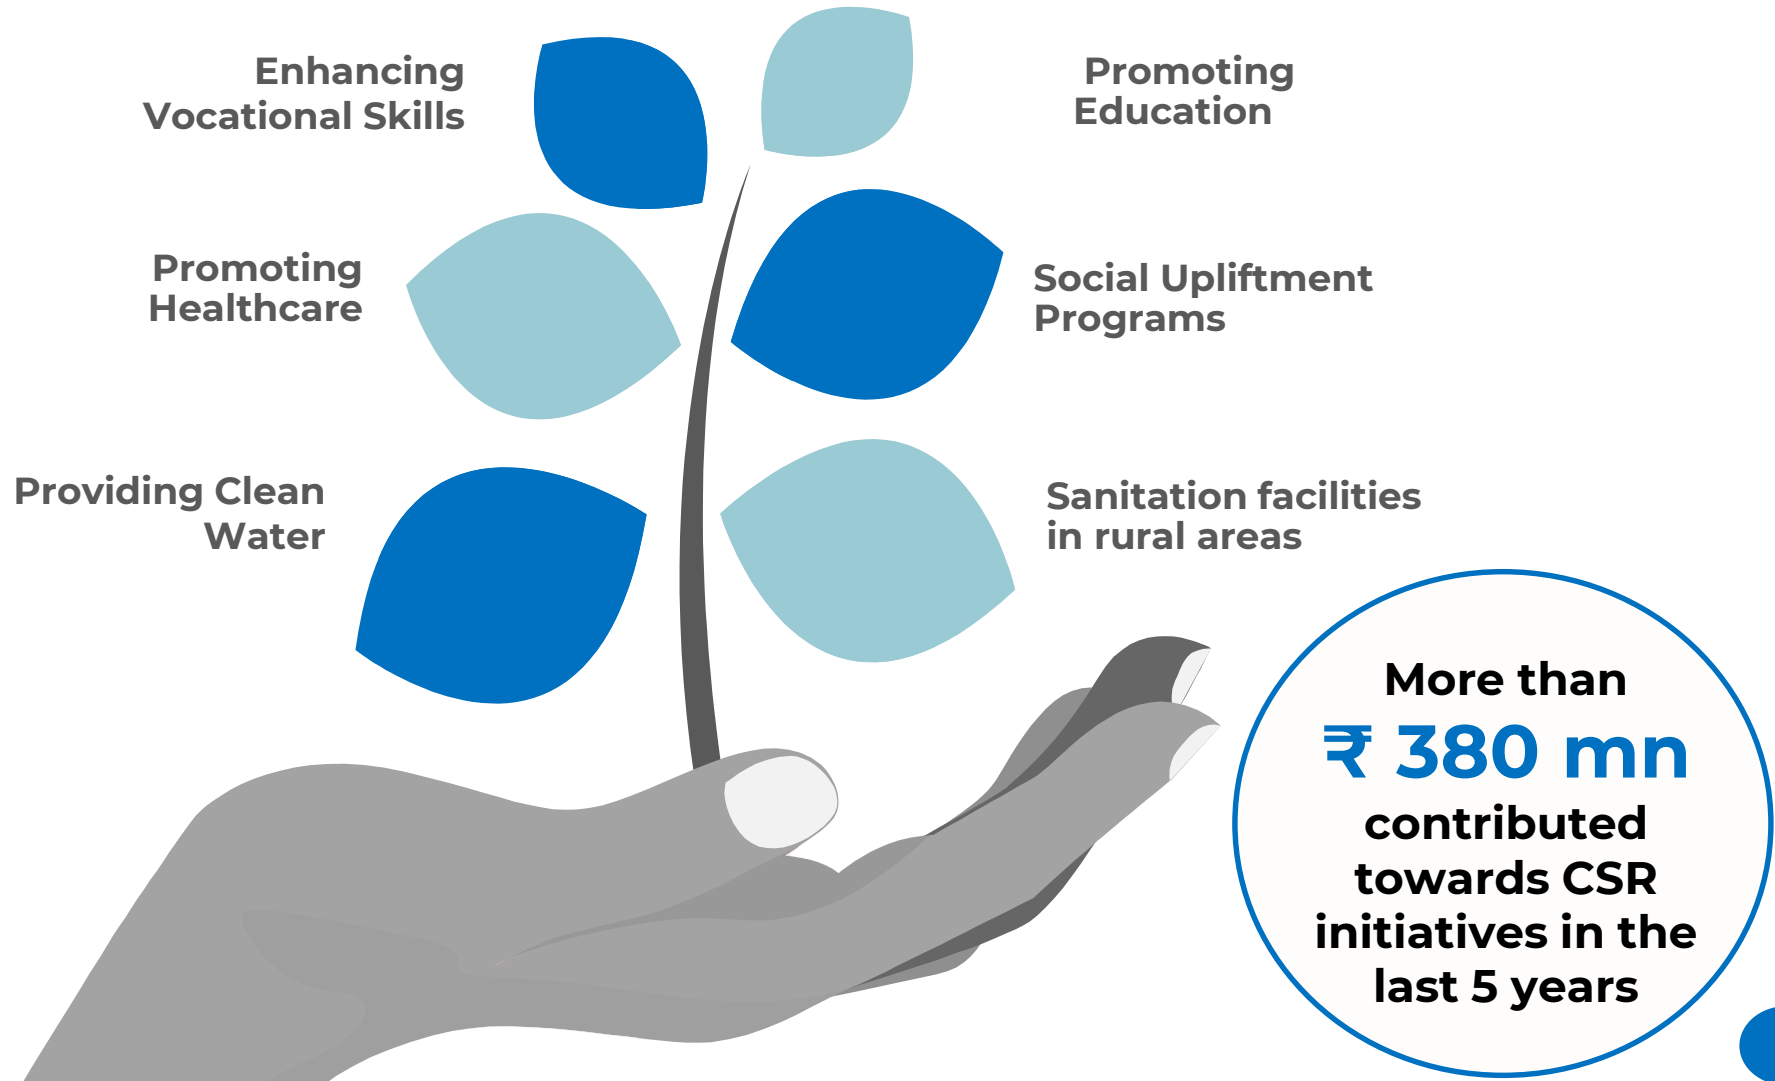 Enhancing
Vocational Skills
Promoting
Education
Promoting
Healthcare
Social Upliftment
Programs
Providing Clean
Water
Sanitation facilities
in rural areas
More than
₹ 380 mn
contributed
towards CSR
initiatives in the
last 5 years